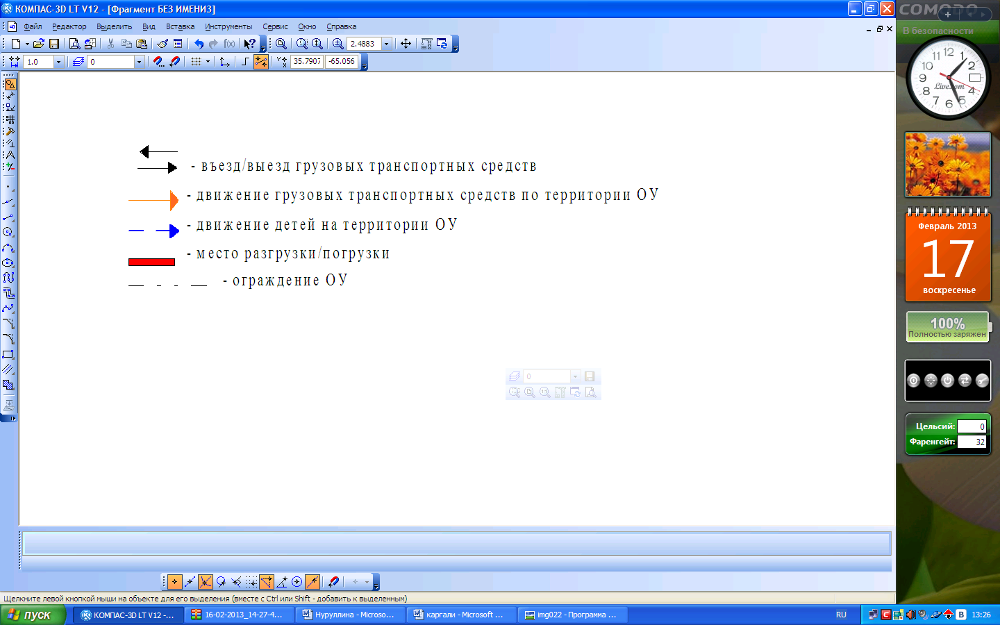 КОМПАС-3D LT V12 - [Фрагмент БЕЗ ИМЕНИ3]
Файл Редактор Выделить Вид Вставка Инструменты Сервис Окно Справка
2.4883
1.0 0 35.7907 -65.056
- въезд/выезд грузовых транспортных средств
- движение грузовых транспортных средств по территории ОУ
- движение детей на территории ОУ
- место разгрузки/погрузки
- ограждение ОУ
0
Щелкните левой кнопкой мыши на объекте для его выделения (вместе с Ctrl или Shift - добавить к выделенным)
пуск
КОМПАС-3D LT V12 -...
16-02-2013_14-27-4...
Нуруллина - Microso...
каргали - Microsoft ...
img022 - Программа ...
RU
13:26
COMODO
В безопасности
11 12 1
10 2
9
8 4
7 6 5
Live.com
Февраль 2013
17
воскресенье
100%
Полностью заряжен
Цельсий: 0
Фаренгейт: 32